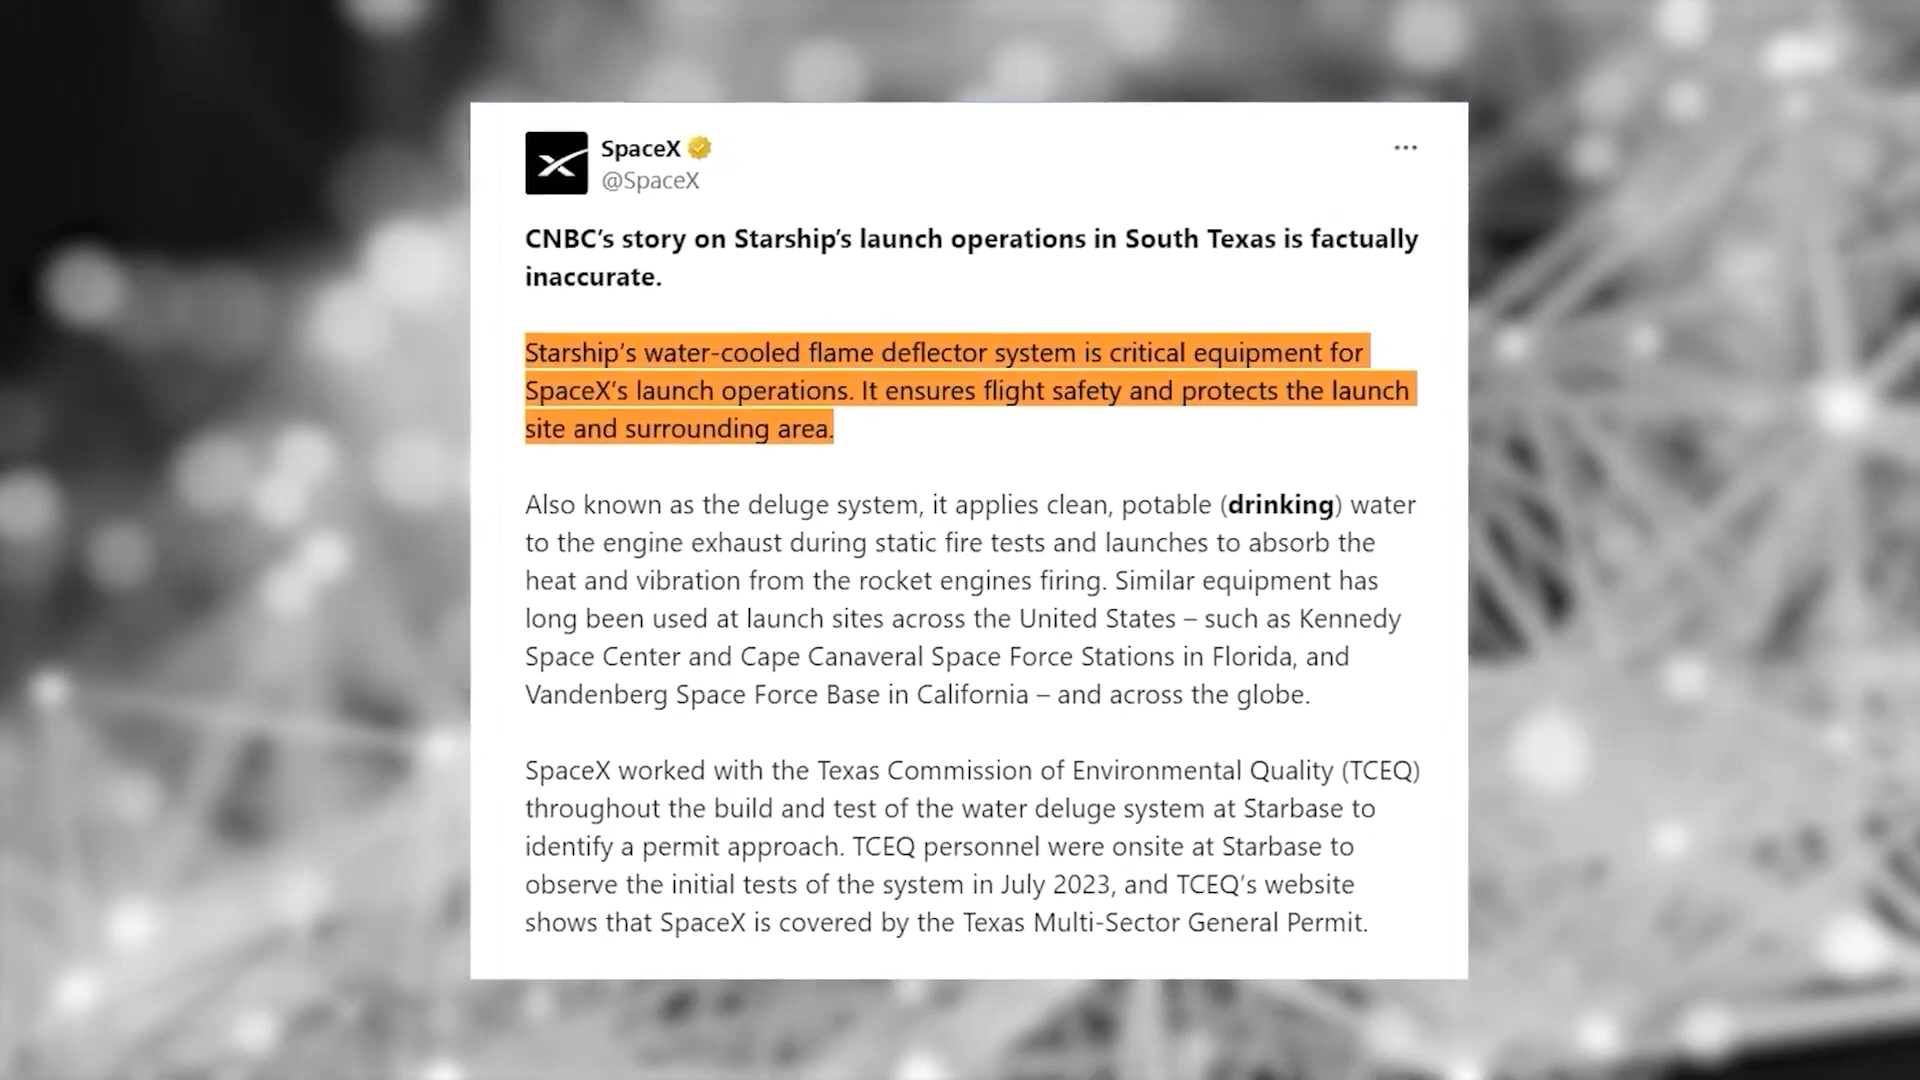 SpaceX
@SpaceX
CNBC’s story on Starship’s launch operations in South Texas is factually
inaccurate.
Starship’s water-cooled flame deflector system is critical equipment for
SpaceX’s launch operations. It ensures flight safety and protects the launch
site and surrounding area.
Also known as the deluge system, it applies clean, potable (drinking) water
to the engine exhaust during static fire tests and launches to absorb the
heat and vibration from the rocket engines firing. Similar equipment has
long been used at launch sites across the United States – such as Kennedy
Space Center and Cape Canaveral Space Force Stations in Florida, and
Vandenberg Space Force Base in California – and across the globe.
SpaceX worked with the Texas Commission of Environmental Quality (TCEQ)
throughout the build and test of the water deluge system at Starbase to
identify a permit approach. TCEQ personnel were onsite at Starbase to
observe the initial tests of the system in July 2023, and TCEQ’s website
shows that SpaceX is covered by the Texas Multi-Sector General Permit.